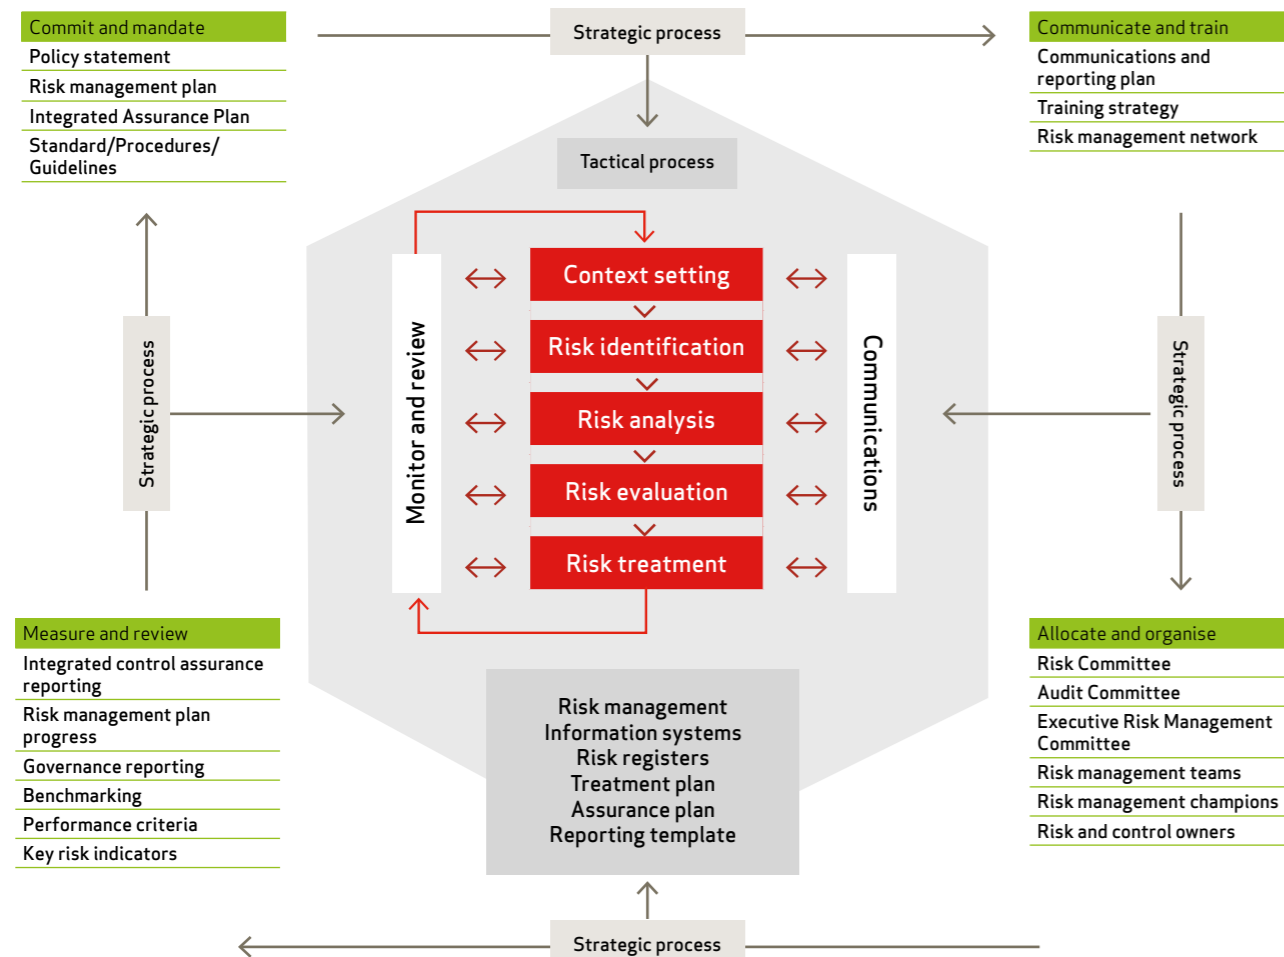 Commit and mandate
Policy statement
Risk management plan
Integrated Assurance Plan
Standard/Procedures/
Guidelines
Strategic process
Communicate and train
Communications and
reporting plan
Training strategy
Risk management network
Tactical process
Strategic process
Monitor and review
Context setting
Risk identification
Risk analysis
Risk evaluation
Risk treatment
Communications
Strategic process
Measure and review
Integrated control assurance
reporting
Risk management plan
progress
Governance reporting
Benchmarking
Performance criteria
Key risk indicators
Risk management
Information systems
Risk registers
Treatment plan
Assurance plan
Reporting template
Allocate and organise
Risk Committee
Audit Committee
Executive Risk Management
Committee
Risk management teams
Risk management champions
Risk and control owners
Strategic process